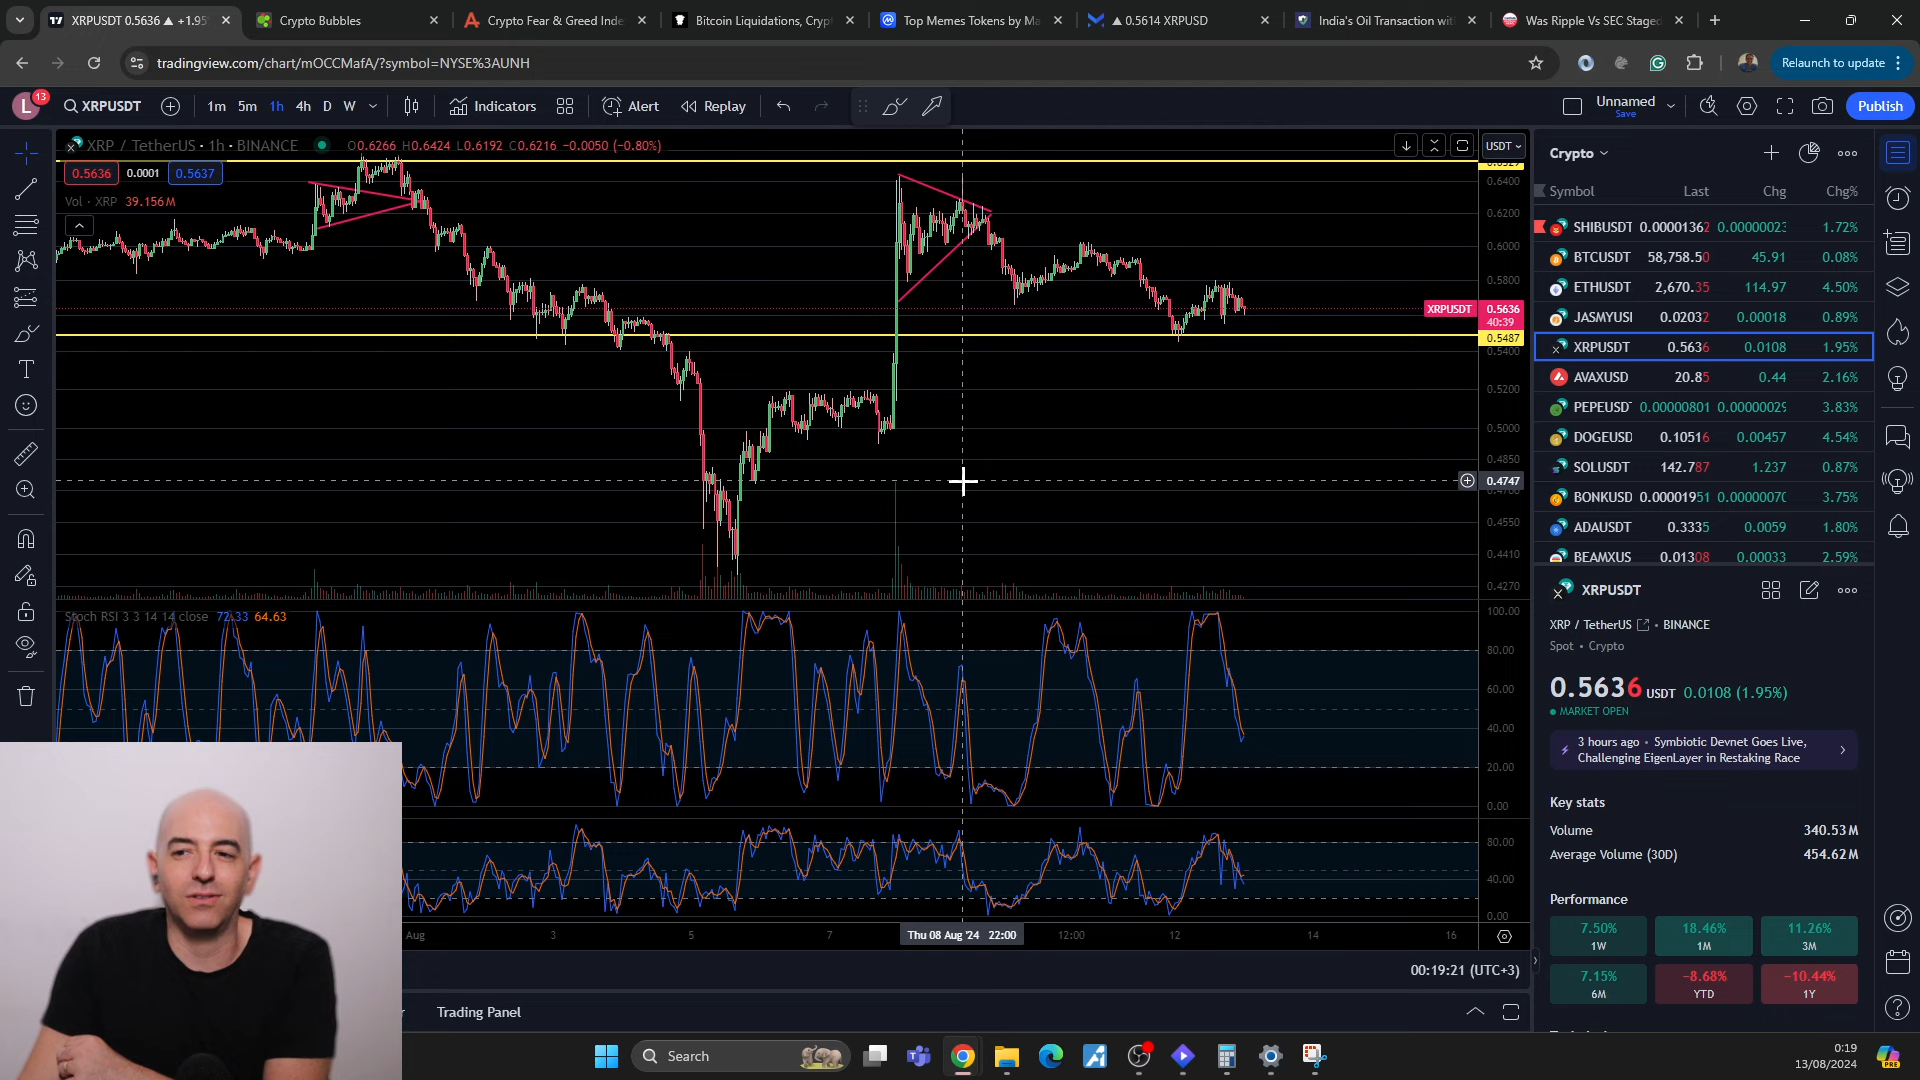 XRPUSDT 0.5636 ▲ +1.95
Crypto Bubbles
Crypto Fear & Greed Inde
Bitcoin Liquidations, Cryp
Top Memes Tokens by Ma
▲ 0.5614 XRPUSD
India's Oil Transaction wit
Was Ripple Vs SEC Staged
tradingview.com/chart/mOCCMafA/?symbol=NYSE%3AUNH
Relaunch to update
L 13
XRPUSDT
1m 5m 1h 4h D W
Indicators
Alert
Replay
Unnamed
Save
Publish
XRP / TetherUS · 1h · BINANCE
O0.6266 H0.6424 L0.6192 C0.6216 −0.0050 (−0.80%)
USDT
0.5636 0.0001 0.5637
Vol · XRP 39.156M
0.6400
0.6200
0.6000
0.5800
XRPUSDT 0.5636
40:39
0.5487
0.5400
0.5200
0.5000
0.4850
0.4747
0.4550
0.4410
0.4270
Stoch RSI 3 3 14 14 close 72.33 64.63
100.00
80.00
60.00
40.00
20.00
0.00
80.00
40.00
0.00
Aug 3 5 7 Thu 08 Aug '24 22:00 12:00 12 14 16
00:19:21 (UTC+3)
Trading Panel
Crypto
Symbol Last Chg Chg%
SHIBUSDT 0.00001362 0.00000023 1.72%
BTCUSDT 58,758.50 45.91 0.08%
ETHUSDT 2,670.35 114.97 4.50%
JASMYUSI 0.02032 0.00018 0.89%
XRPUSDT 0.5636 0.0108 1.95%
AVAXUSD 20.85 0.44 2.16%
PEPEUSDT 0.00000801 0.00000029 3.83%
DOGEUSD 0.10516 0.00457 4.54%
SOLUSDT 142.787 1.237 0.87%
BONKUSD 0.00001951 0.0000007( 3.75%
ADAUSDT 0.3335 0.0059 1.80%
BEAMXUS 0.01308 0.00033 2.59%
XRPUSDT
XRP / TetherUS • BINANCE
Spot • Crypto
0.5636 USDT 0.0108 (1.95%)
MARKET OPEN
3 hours ago • Symbiotic Devnet Goes Live,
Challenging EigenLayer in Restaking Race
Key stats
Volume 340.53M
Average Volume (30D) 454.62M
Performance
7.50% 18.46% 11.26%
1W 1M 3M
7.15% −8.68% −10.44%
6M YTD 1Y
Search
0:19
13/08/2024
PRE